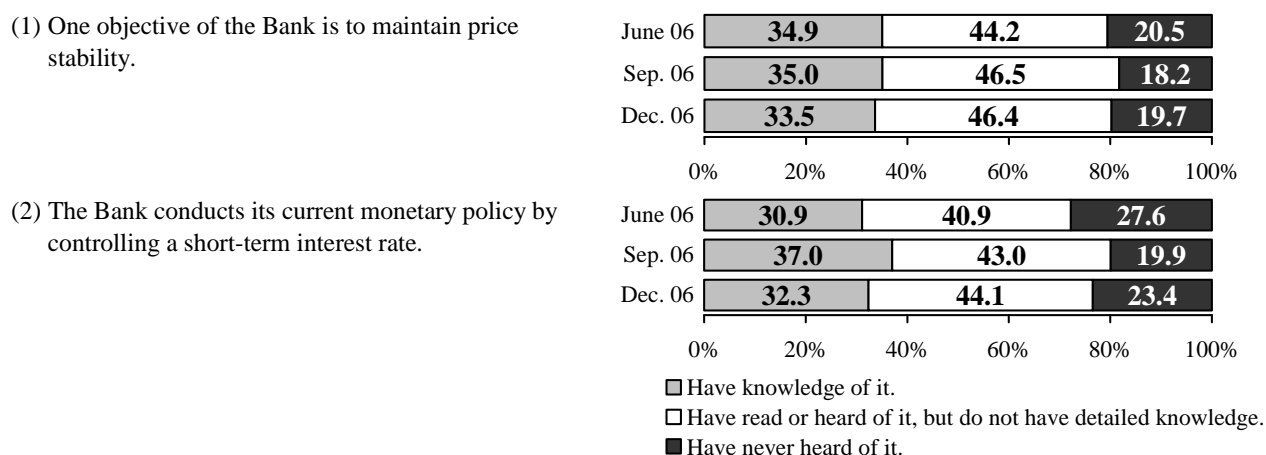 (1) One objective of the Bank is to maintain price
stability.
June 06 34.9 44.2 20.5
Sep. 06 35.0 46.5 18.2
Dec. 06 33.5 46.4 19.7
0% 20% 40% 60% 80% 100%
(2) The Bank conducts its current monetary policy by
controlling a short-term interest rate.
June 06 30.9 40.9 27.6
Sep. 06 37.0 43.0 19.9
Dec. 06 32.3 44.1 23.4
0% 20% 40% 60% 80% 100%
Have knowledge of it.
Have read or heard of it, but do not have detailed knowledge.
Have never heard of it.